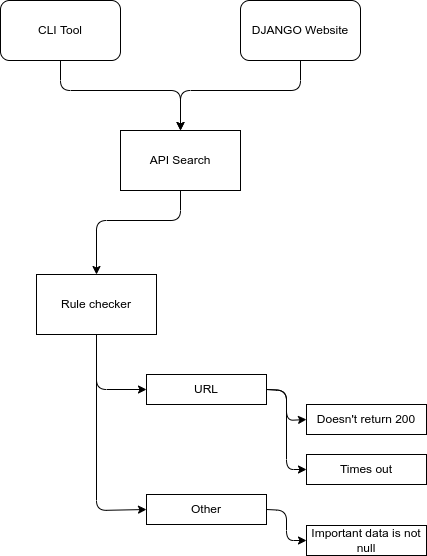 CLI Tool
DJANGO Website
API Search
Rule checker
URL
Doesn't return 200
Times out
Other
Important data is not
null